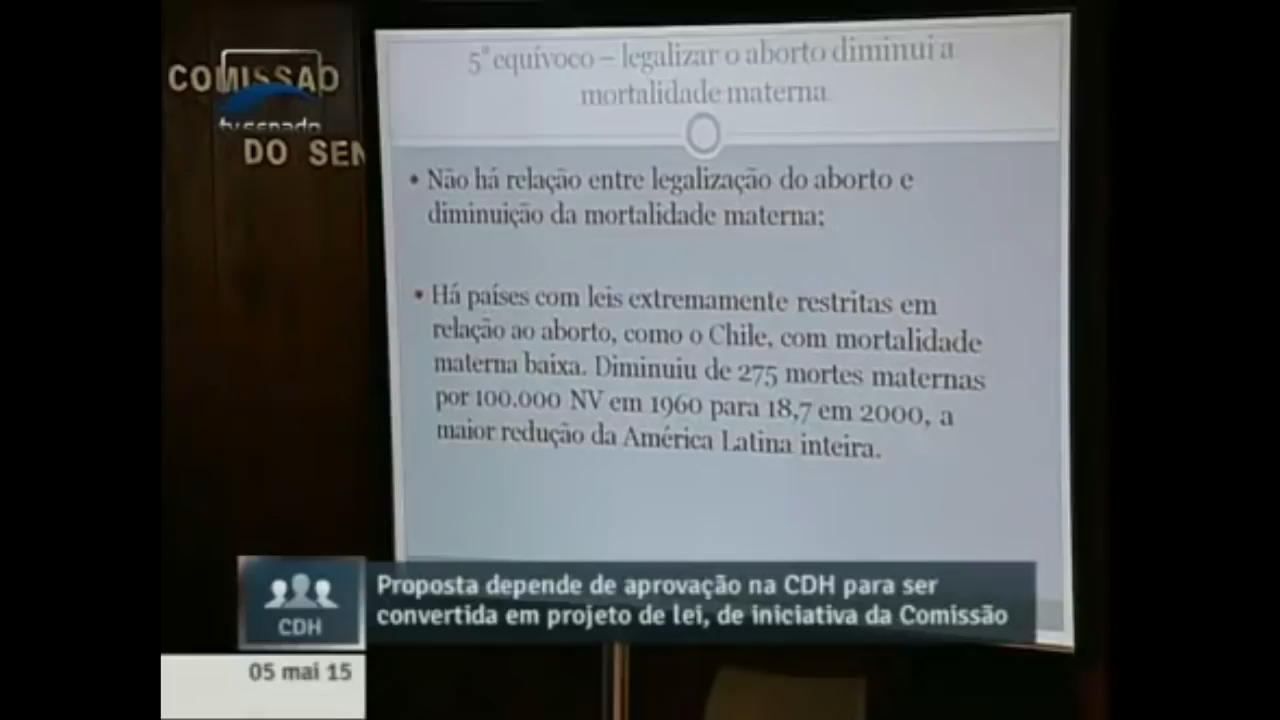 COMISSÃO
tv senado
DO SEN
5º equívoco – legalizar o aborto diminui a
mortalidade materna
• Não há relação entre legalização do aborto e
diminuição da mortalidade materna;
• Há países com leis extremamente restritas em
relação ao aborto, como o Chile, com mortalidade
materna baixa. Diminuiu de 275 mortes maternas
por 100.000 NV em 1960 para 18,7 em 2000, a
maior redução da América Latina inteira.
Proposta depende de aprovação na CDH para ser
convertida em projeto de lei, de iniciativa da Comissão
CDH
05 mai 15